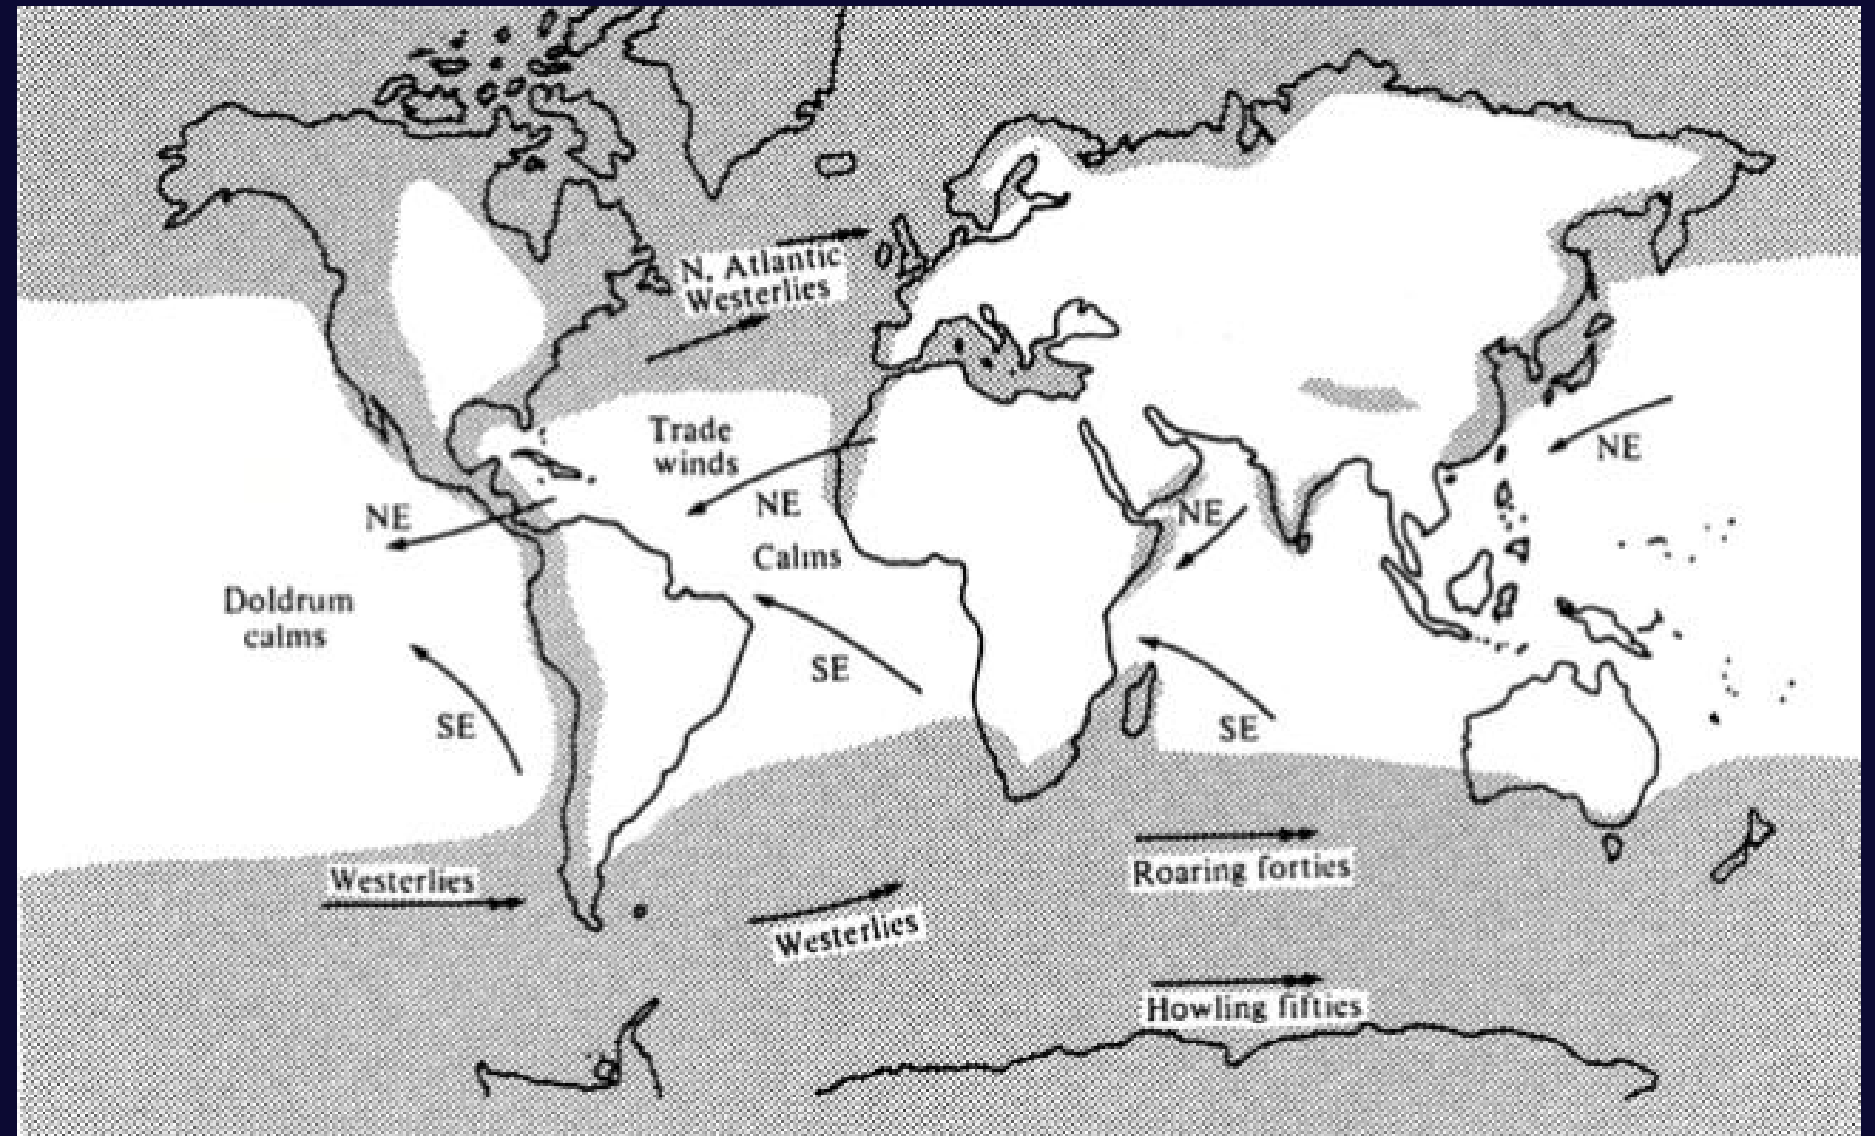 N. Atlantic
Westerlies
Trade
winds
NE
NE
NE
NE
Calms
Doldrum
calms
SE
SE
SE
Westerlies
Roaring forties
Westerlies
Howling fifties